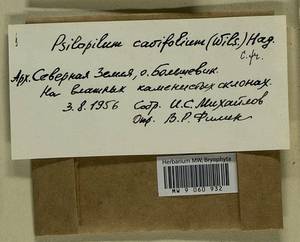 Psilopilum cavifolium (Wils.) Hag.
с. fr.
Арх. Северная Земля, о. Большевик.
На влажных каменистых склонах.
3.8.1956 Собр. И.С. Михайлов
Опр. В.Р. Филин
Herbarium MW, Bryophyta
MW 9 060 932